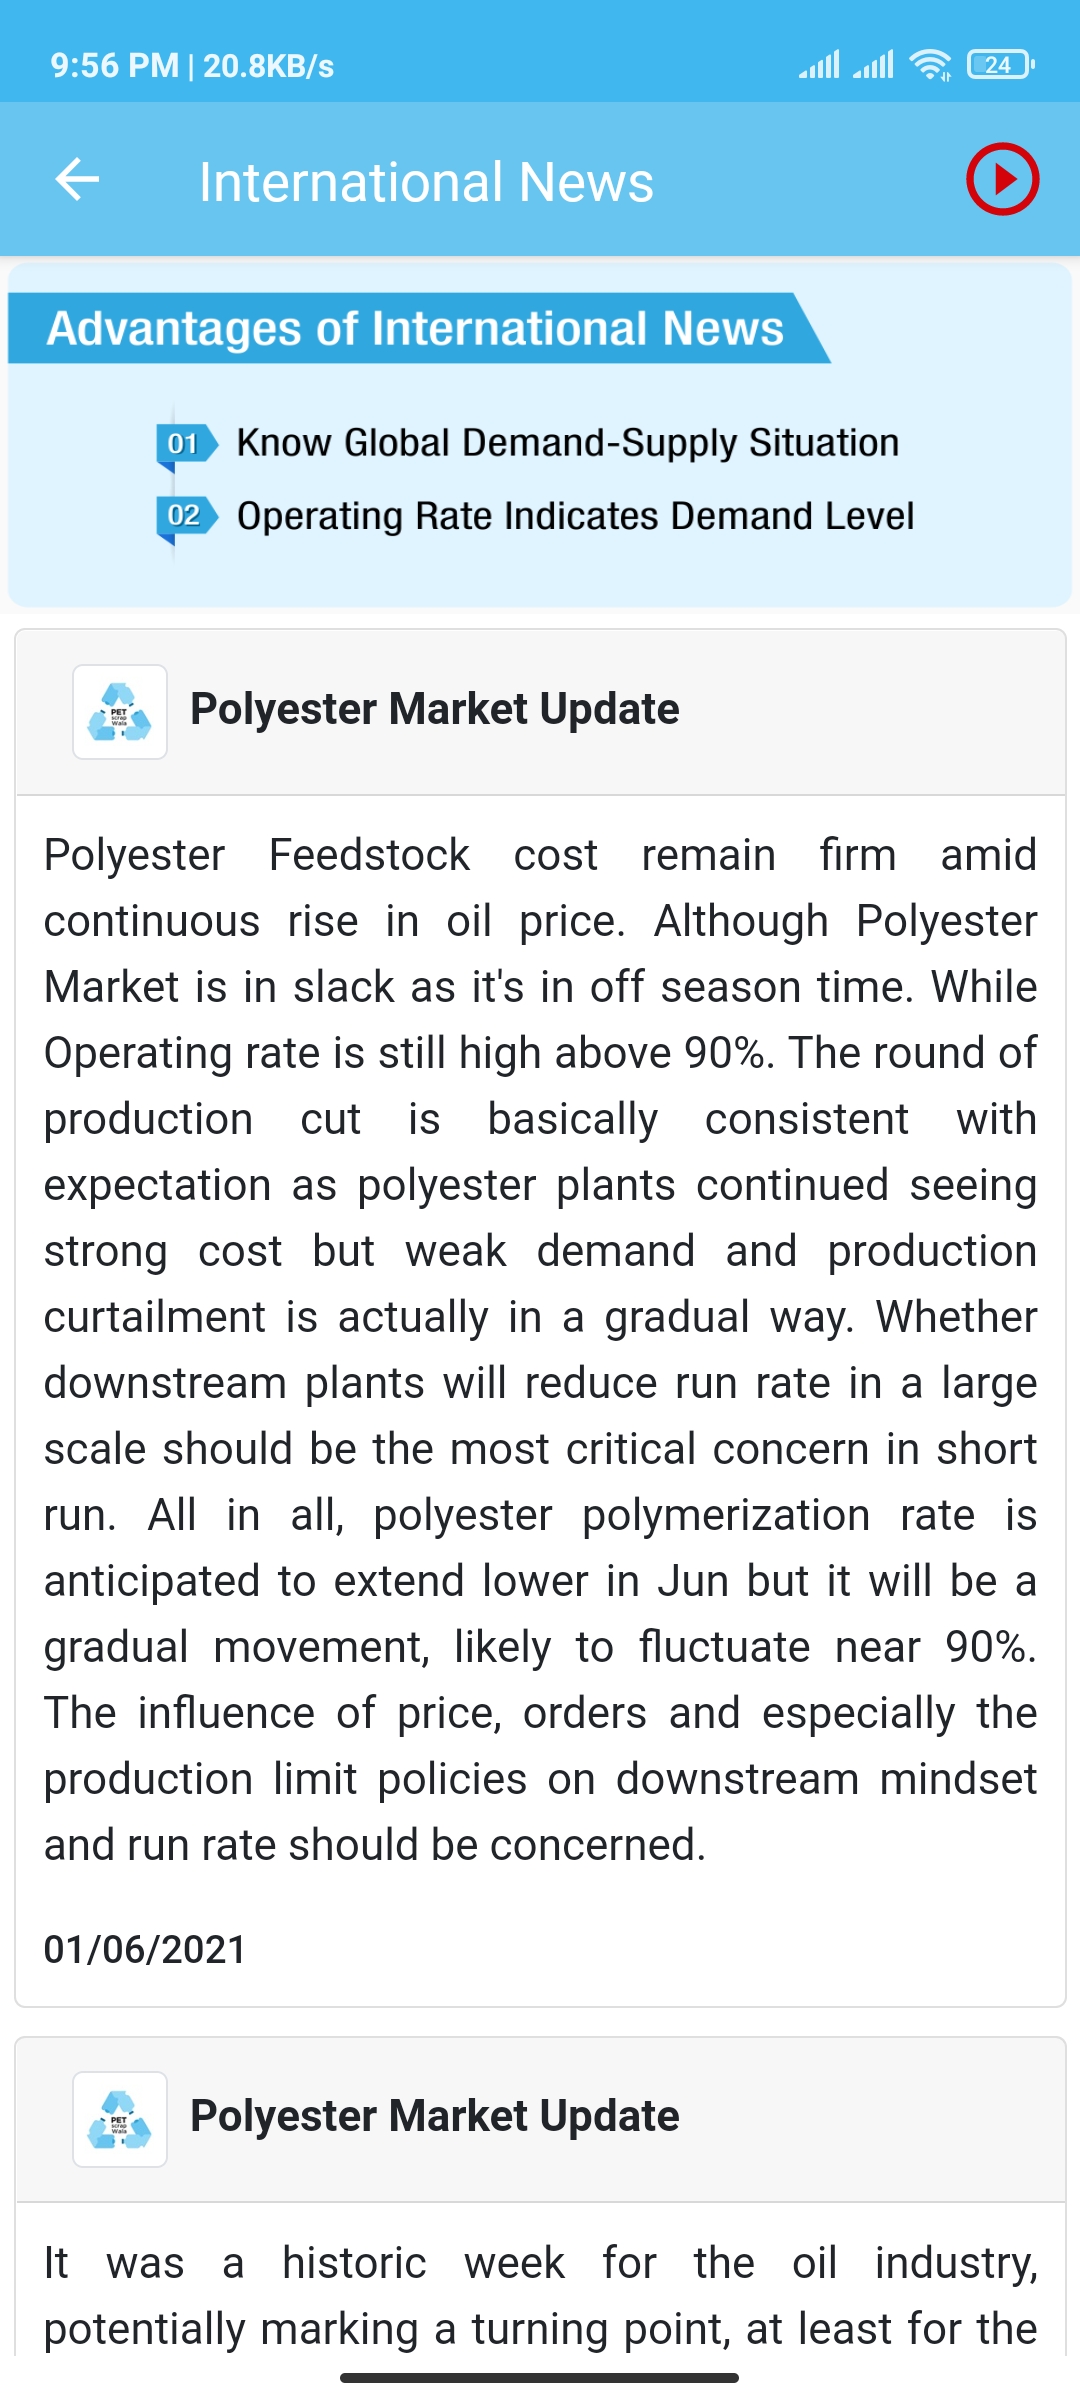 9:56 PM | 20.8KB/s
24
International News
Advantages of International News
01 Know Global Demand-Supply Situation
02 Operating Rate Indicates Demand Level
PET
scrap
Wala
Polyester Market Update
Polyester Feedstock cost remain firm amid
continuous rise in oil price. Although Polyester
Market is in slack as it's in off season time. While
Operating rate is still high above 90%. The round of
production cut is basically consistent with
expectation as polyester plants continued seeing
strong cost but weak demand and production
curtailment is actually in a gradual way. Whether
downstream plants will reduce run rate in a large
scale should be the most critical concern in short
run. All in all, polyester polymerization rate is
anticipated to extend lower in Jun but it will be a
gradual movement, likely to fluctuate near 90%.
The influence of price, orders and especially the
production limit policies on downstream mindset
and run rate should be concerned.
01/06/2021
PET
scrap
Wala
Polyester Market Update
It was a historic week for the oil industry,
potentially marking a turning point, at least for the